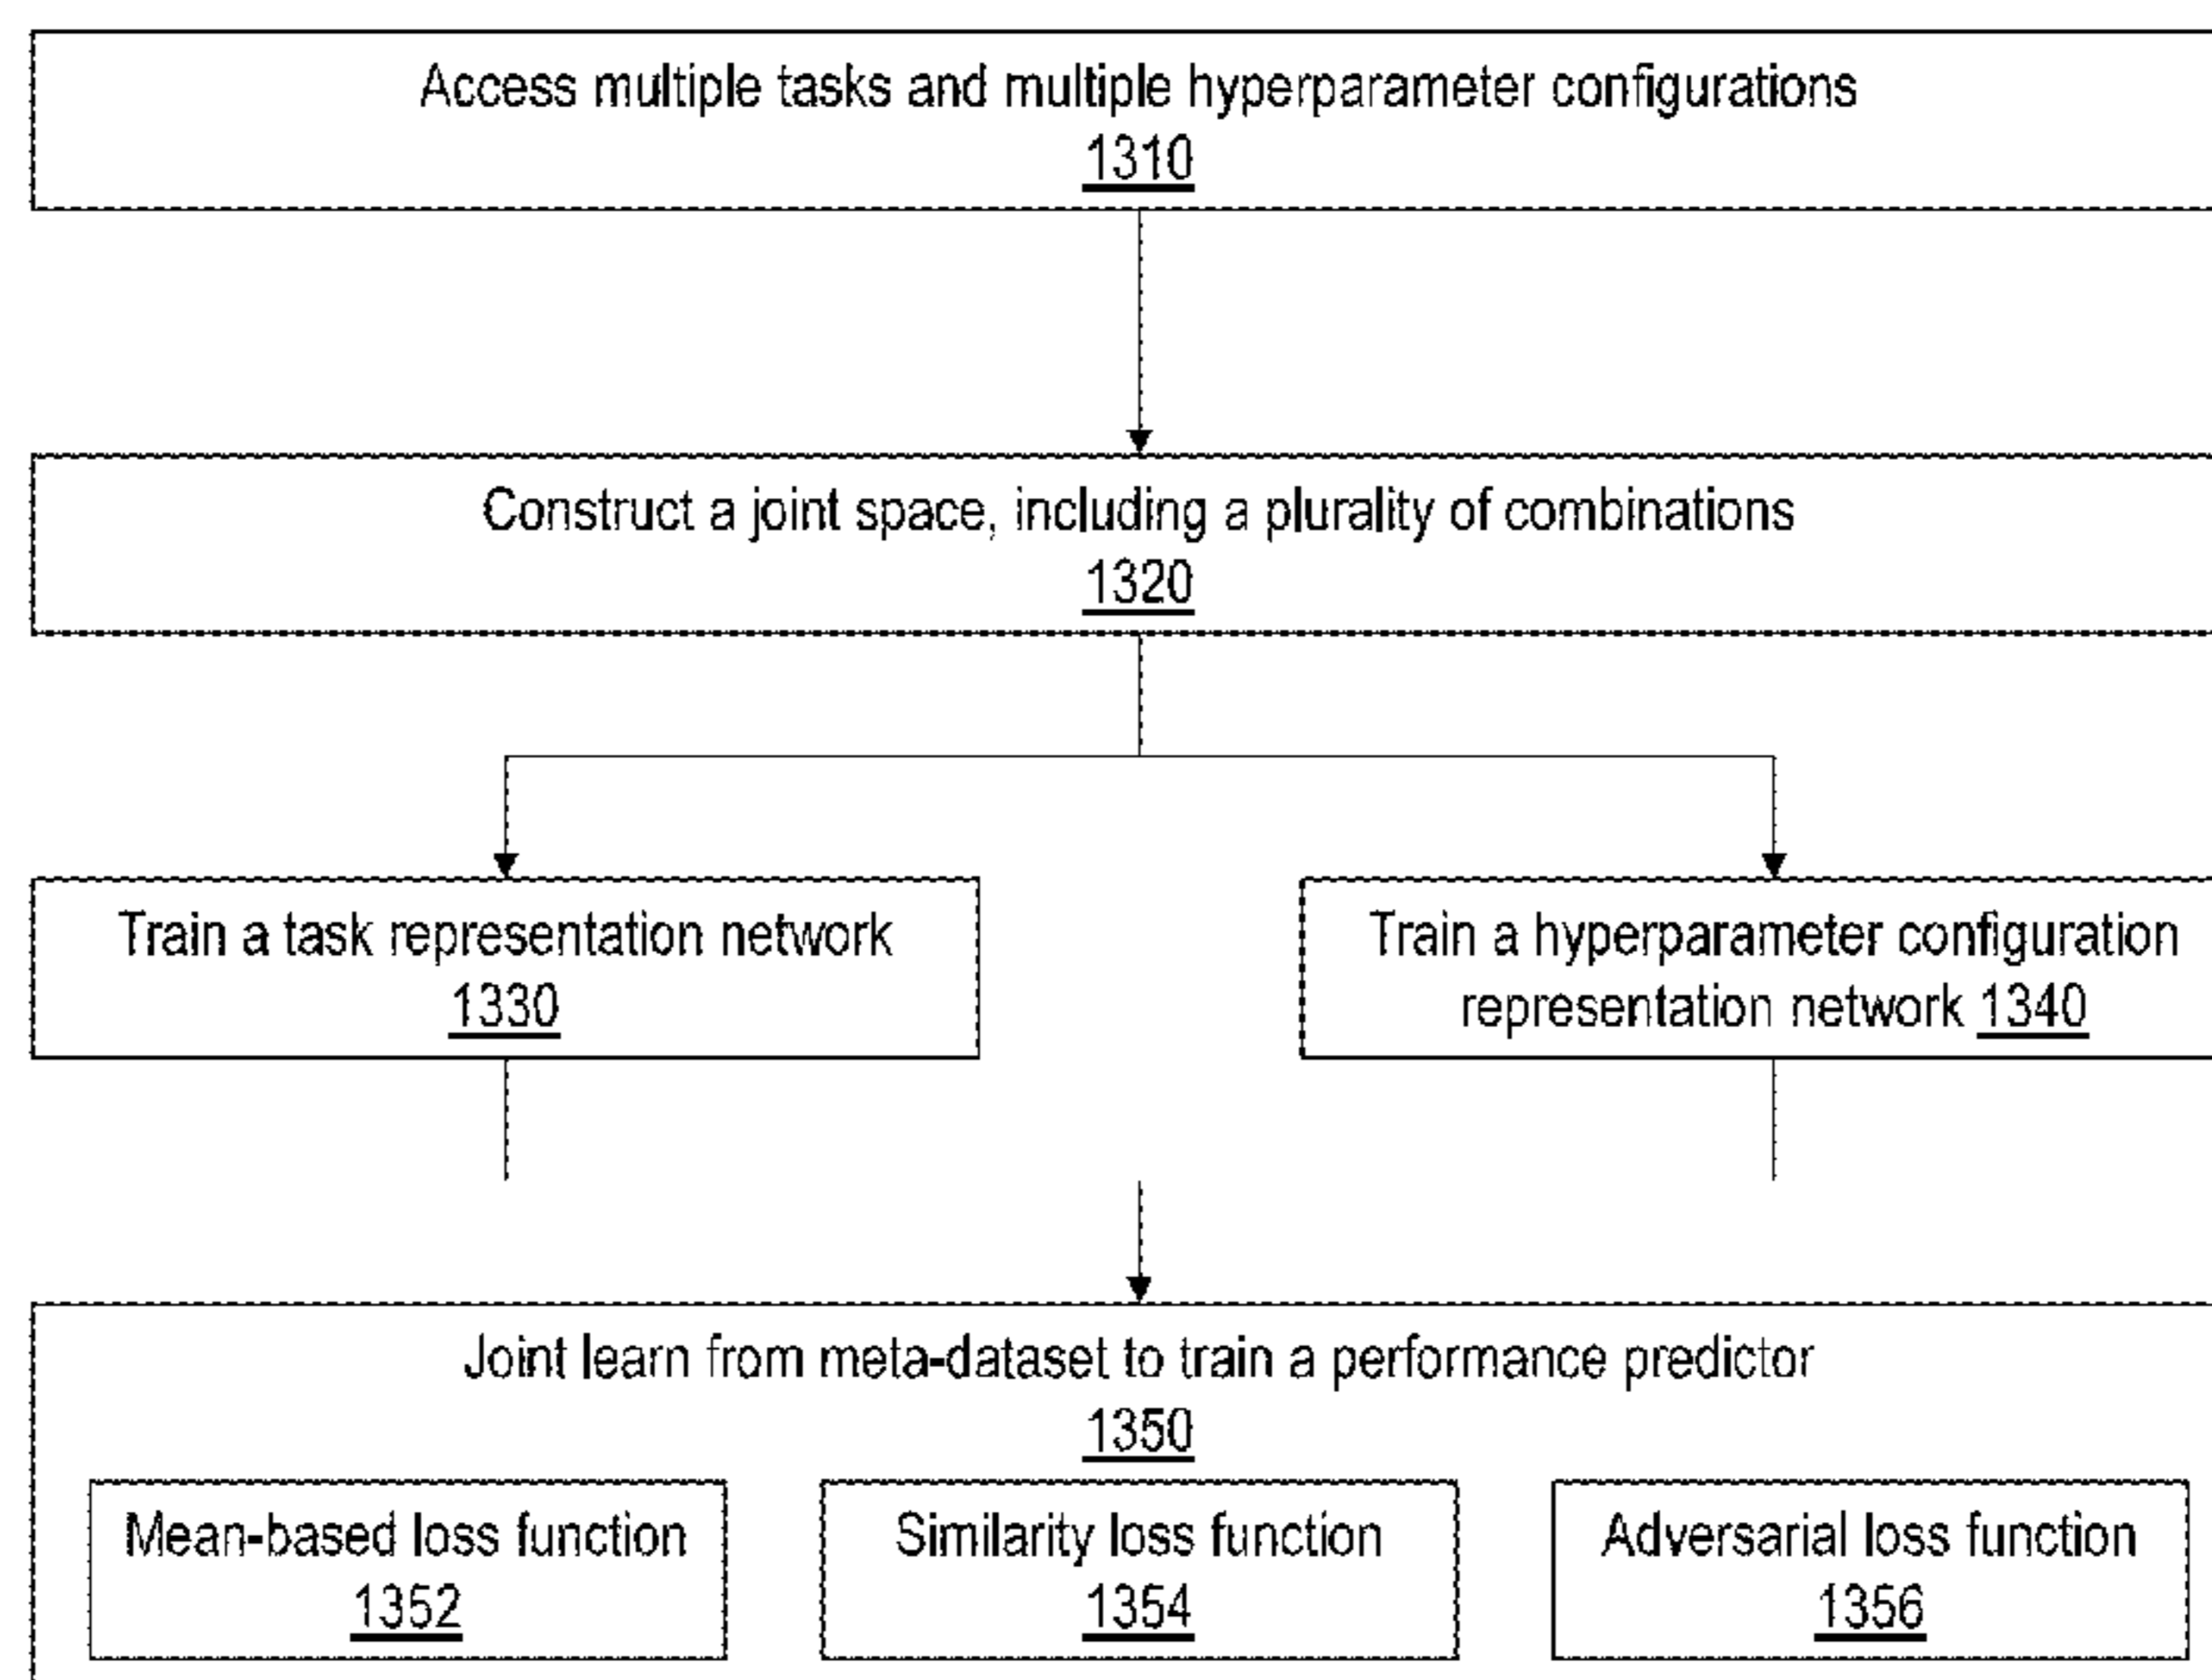 Access multiple tasks and multiple hyperparameter configurations
1310
Construct a joint space, including a plurality of combinations
1320
Train a task representation network
1330
Train a hyperparameter configuration
representation network 1340
Joint learn from meta-dataset to train a performance predictor
1350
Mean-based loss function
1352
Similarity loss function
1354
Adversarial loss function
1356